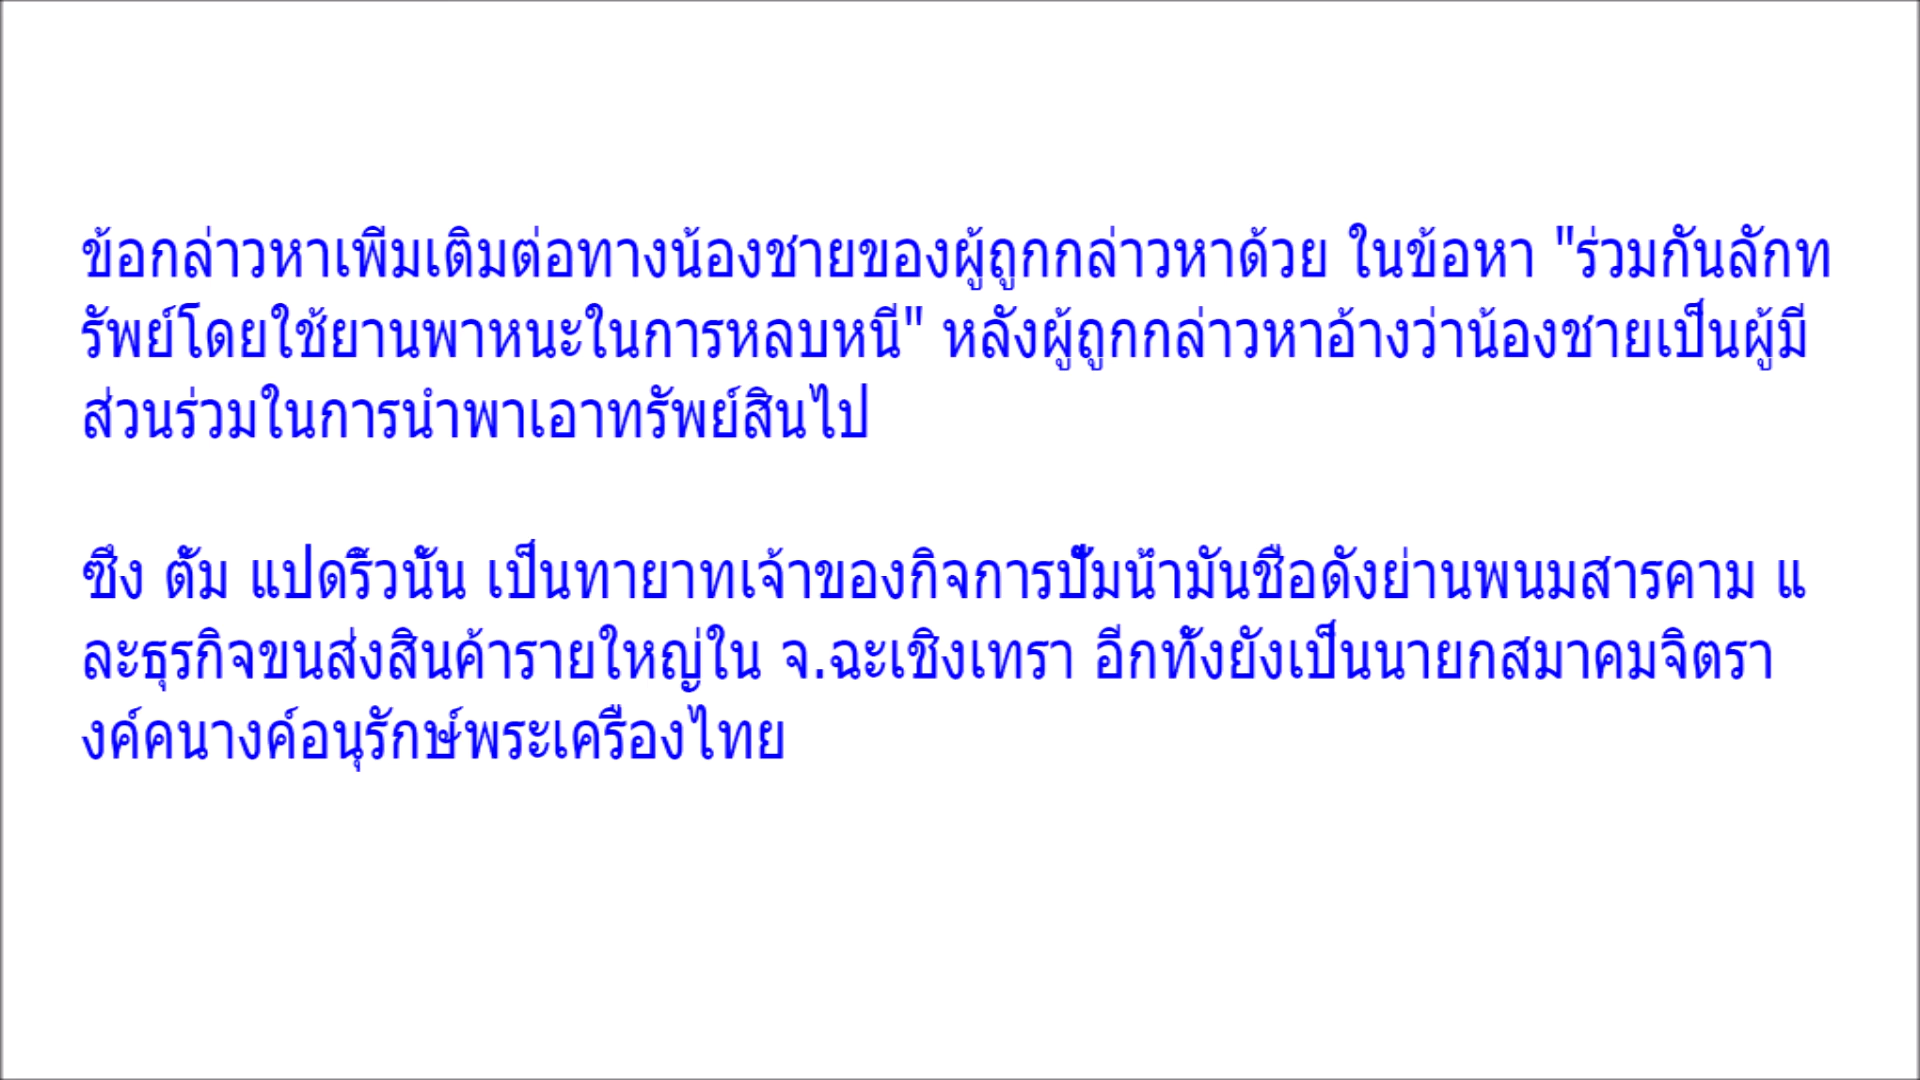 ข้อกล่าวหาเพิ่มเติมต่อทางน้องชายของผู้ถูกกล่าวหาด้วย ในข้อหา "ร่วมกันลักท
รัพย์โดยใช้ยานพาหนะในการหลบหนี" หลังผู้ถูกกล่าวหาอ้างว่าน้องชายเป็นผู้มี
ส่วนร่วมในการนำพาเอาทรัพย์สินไป
ซึ่ง ตั้ม แปดริ้วนั้น เป็นทายาทเจ้าของกิจการปั๊มน้ำมันชื่อดังย่านพนมสารคาม แ
ละธุรกิจขนส่งสินค้ารายใหญ่ใน จ.ฉะเชิงเทรา อีกทั้งยังเป็นนายกสมาคมจิตรา
งค์คนางค์อนุรักษ์พระเครื่องไทย